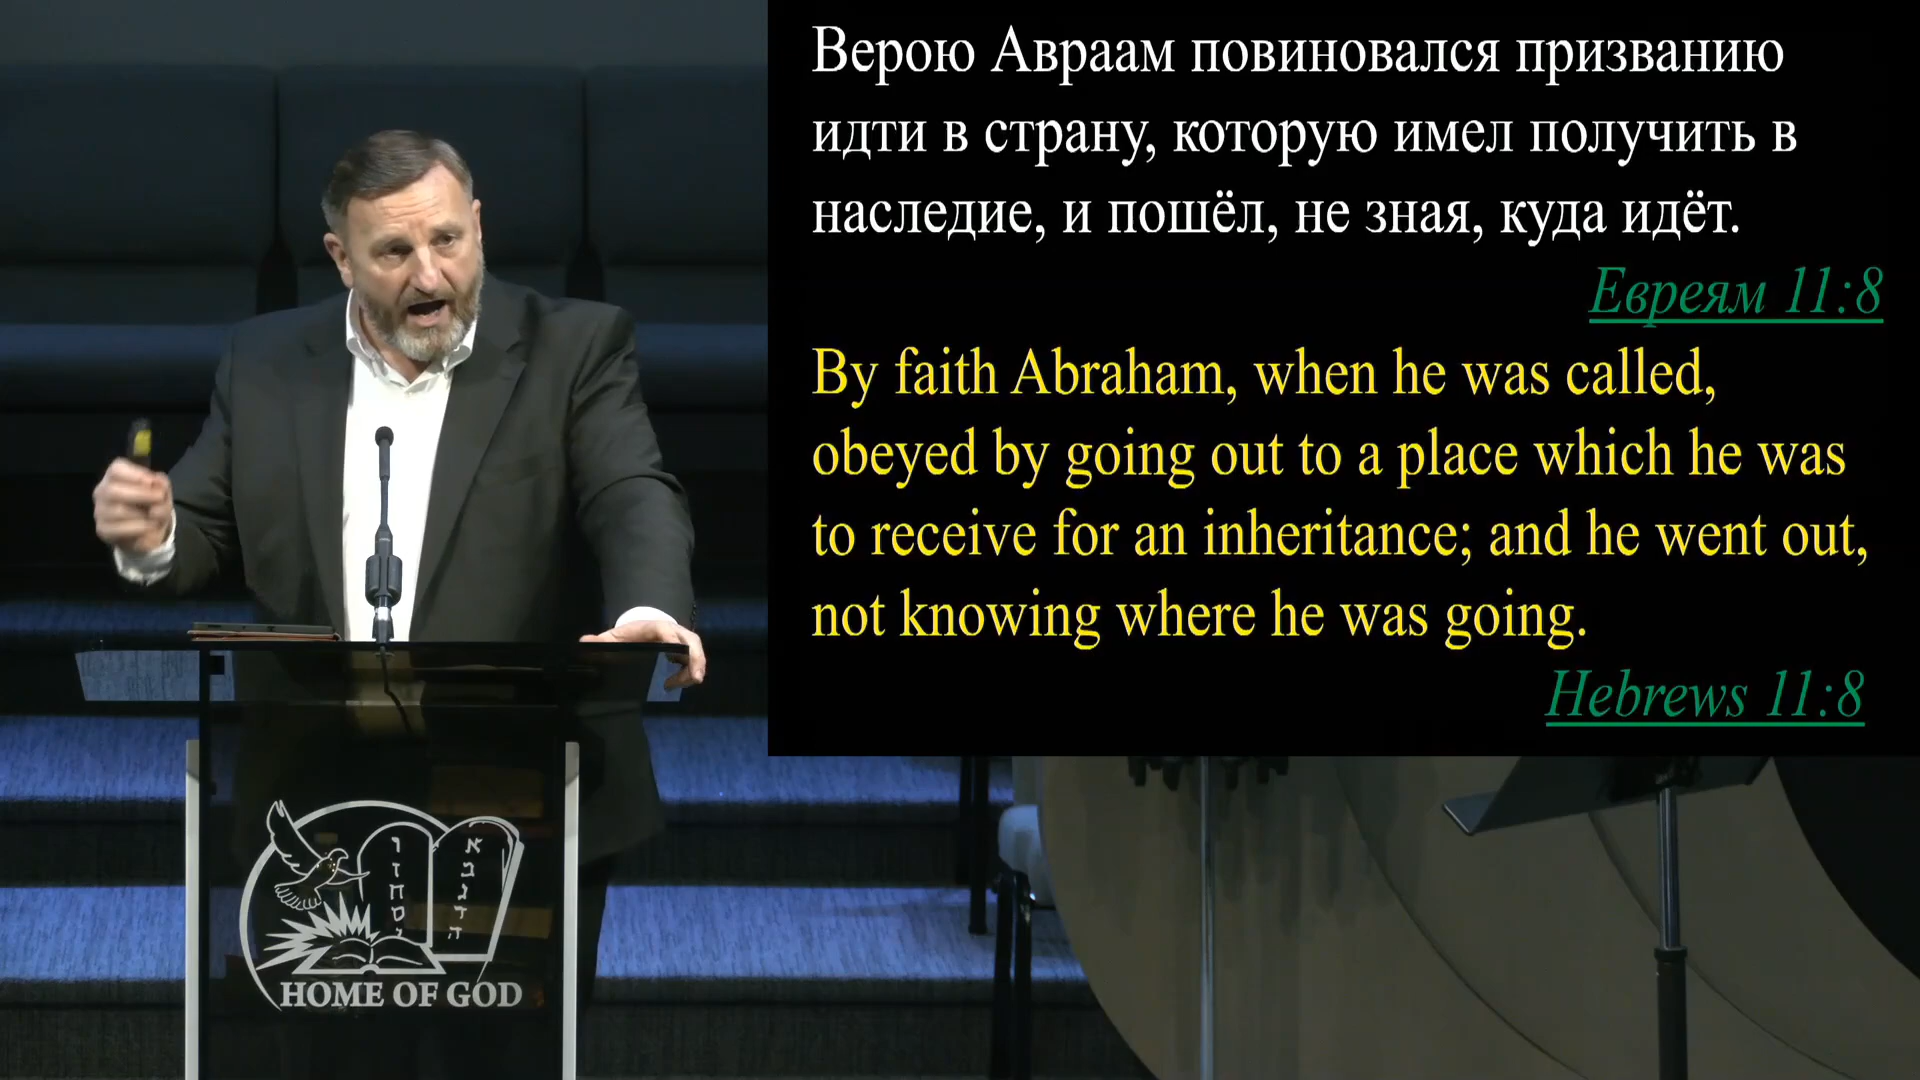 Верою Авраам повиновался призванию
идти в страну, которую имел получить в
наследие, и пошёл, не зная, куда идёт.
Евреям 11:8
By faith Abraham, when he was called,
obeyed by going out to a place which he was
to receive for an inheritance; and he went out,
not knowing where he was going.
Hebrews 11:8
א
ב
ג
ד
ה
ו
ז
ח
ט
י
HOME OF GOD